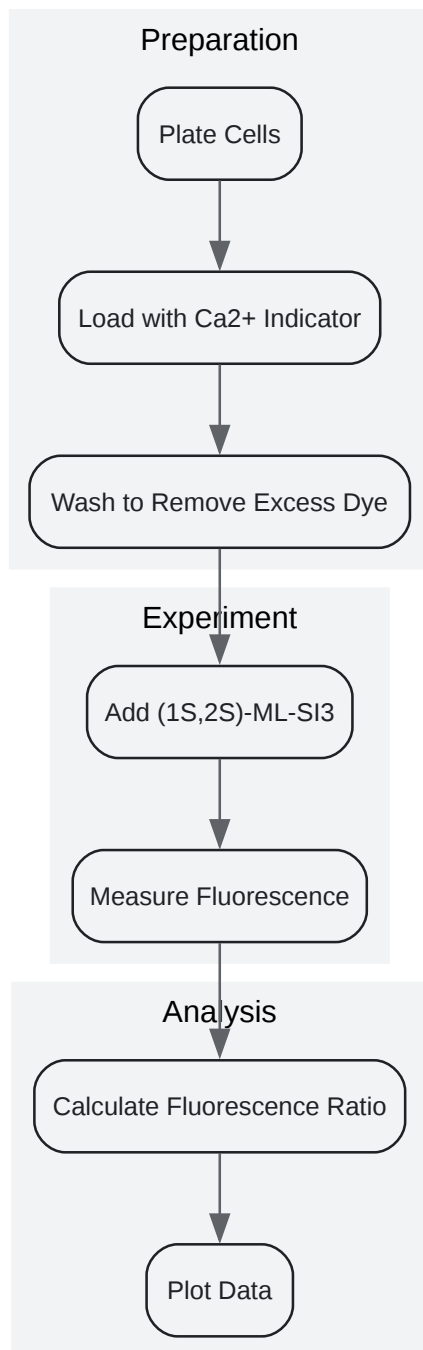 Preparation
Plate Cells
Load with Ca2+ Indicator
Wash to Remove Excess Dye
Experiment
Add (1S,2S)-ML-SI3
Measure Fluorescence
Analysis
Calculate Fluorescence Ratio
Plot Data